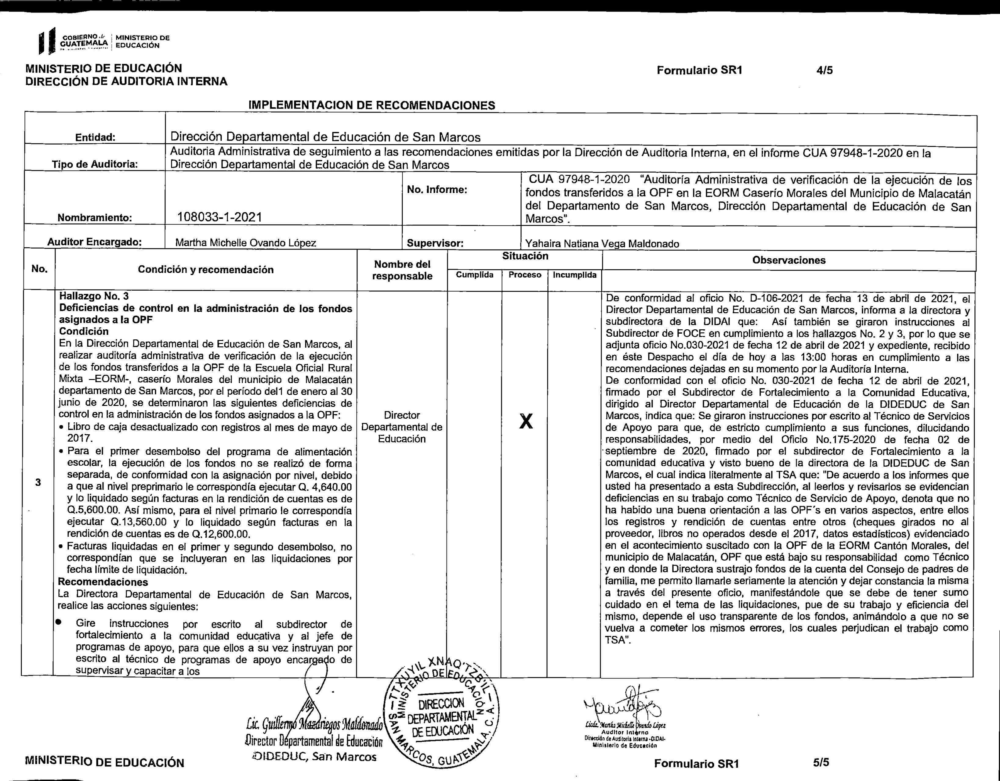 GOBIERNO de GUATEMALA | MINISTERIO DE EDUCACIÓN
MINISTERIO DE EDUCACIÓN
DIRECCIÓN DE AUDITORIA INTERNA
Formulario SR1 4/5
IMPLEMENTACION DE RECOMENDACIONES
Entidad: Dirección Departamental de Educación de San Marcos
Tipo de Auditoria: Auditoria Administrativa de seguimiento a las recomendaciones emitidas por la Dirección de Auditoria Interna, en el informe CUA 97948-1-2020 en la
Dirección Departamental de Educación de San Marcos
Nombramiento: 108033-1-2021
No. Informe: CUA 97948-1-2020 "Auditoría Administrativa de verificación de la ejecución de los
fondos transferidos a la OPF en la EORM Caserío Morales del Municipio de Malacatán
del Departamento de San Marcos, Dirección Departamental de Educación de San
Marcos".
Auditor Encargado: Martha Michelle Ovando López
Supervisor: Yahaira Natiana Vega Maldonado
No.
Condición y recomendación
Nombre del
responsable
Situación
Cumplida Proceso Incumplida
Observaciones
3
Hallazgo No. 3
Deficiencias de control en la administración de los fondos
asignados a la OPF
Condición
En la Dirección Departamental de Educación de San Marcos, al
realizar auditoría administrativa de verificación de la ejecución
de los fondos transferidos a la OPF de la Escuela Oficial Rural
Mixta –EORM-, caserío Morales del municipio de Malacatán
departamento de San Marcos, por el período del1 de enero al 30
junio de 2020, se determinaron las siguientes deficiencias de
control en la administración de los fondos asignados a la OPF:
• Libro de caja desactualizado con registros al mes de mayo de
2017.
• Para el primer desembolso del programa de alimentación
escolar, la ejecución de los fondos no se realizó de forma
separada, de conformidad con la asignación por nivel, debido
a que al nivel preprimario le correspondía ejecutar Q. 4,640.00
y lo liquidado según facturas en la rendición de cuentas es de
Q.5,600.00. Así mismo, para el nivel primario le correspondía
ejecutar Q.13,560.00 y lo liquidado según facturas en la
rendición de cuentas es de Q.12,600.00.
• Facturas liquidadas en el primer y segundo desembolso, no
correspondían que se incluyeran en las liquidaciones por
fecha límite de liquidación.
Recomendaciones
La Directora Departamental de Educación de San Marcos,
realice las acciones siguientes:
• Gire instrucciones por escrito al subdirector de
fortalecimiento a la comunidad educativa y al jefe de
programas de apoyo, para que ellos a su vez instruyan por
escrito al técnico de programas de apoyo encargado de
supervisar y capacitar a los
Director
Departamental de
Educación
X
De conformidad al oficio No. D-106-2021 de fecha 13 de abril de 2021, el
Director Departamental de Educación de San Marcos, informa a la directora y
subdirectora de la DIDAI que: Así también se giraron instrucciones al
Subdirector de FOCE en cumplimiento a los hallazgos No. 2 y 3, por lo que se
adjunta oficio No.030-2021 de fecha 12 de abril de 2021 y expediente, recibido
en éste Despacho el día de hoy a las 13:00 horas en cumplimiento a las
recomendaciones dejadas en su momento por la Auditoría Interna.
De conformidad con el oficio No. 030-2021 de fecha 12 de abril de 2021,
firmado por el Subdirector de Fortalecimiento a la Comunidad Educativa,
dirigido al Director Departamental de Educación de la DIDEDUC de San
Marcos, indica que: Se giraron instrucciones por escrito al Técnico de Servicios
de Apoyo para que, de estricto cumplimiento a sus funciones, dilucidando
responsabilidades, por medio del Oficio No.175-2020 de fecha 02 de
septiembre de 2020, firmado por el subdirector de Fortalecimiento a la
comunidad educativa y visto bueno de la directora de la DIDEDUC de San
Marcos, el cual indica literalmente al TSA que: "De acuerdo a los informes que
usted ha presentado a esta Subdirección, al leerlos y revisarlos se evidencian
deficiencias en su trabajo como Técnico de Servicio de Apoyo, denota que no
ha habido una buena orientación a las OPF´s en varios aspectos, entre ellos
los registros y rendición de cuentas entre otros (cheques girados no al
proveedor, libros no operados desde el 2017, datos estadísticos) evidenciado
en el acontecimiento suscitado con la OPF de la EORM Cantón Morales, del
municipio de Malacatán, OPF que está bajo su responsabilidad como Técnico
y en donde la Directora sustrajo fondos de la cuenta del Consejo de padres de
familia, me permito llamarle seriamente la atención y dejar constancia la misma
a través del presente oficio, manifestándole que se debe de tener sumo
cuidado en el tema de las liquidaciones, pue de su trabajo y eficiencia del
mismo, depende el uso transparente de los fondos, animándolo a que no se
vuelva a cometer los mismos errores, los cuales perjudican el trabajo como
TSA".
Lic. Guillermo Mazariegos Maldonado
Director Departamental de Educación
DIDEDUC, San Marcos
TTXUYIL XNAQ'TZB'IL
MINISTERIO DE EDUCACIÓN
DIRECCION
DEPARTAMENTAL
DE EDUCACIÓN
SAN MARCOS, GUATEMALA, C. A.
Licda. Martha Michelle Ovando López
Auditor Interno
Dirección de Auditoria Interna -DIDAI-
Ministerio de Educación
MINISTERIO DE EDUCACIÓN
Formulario SR1 5/5